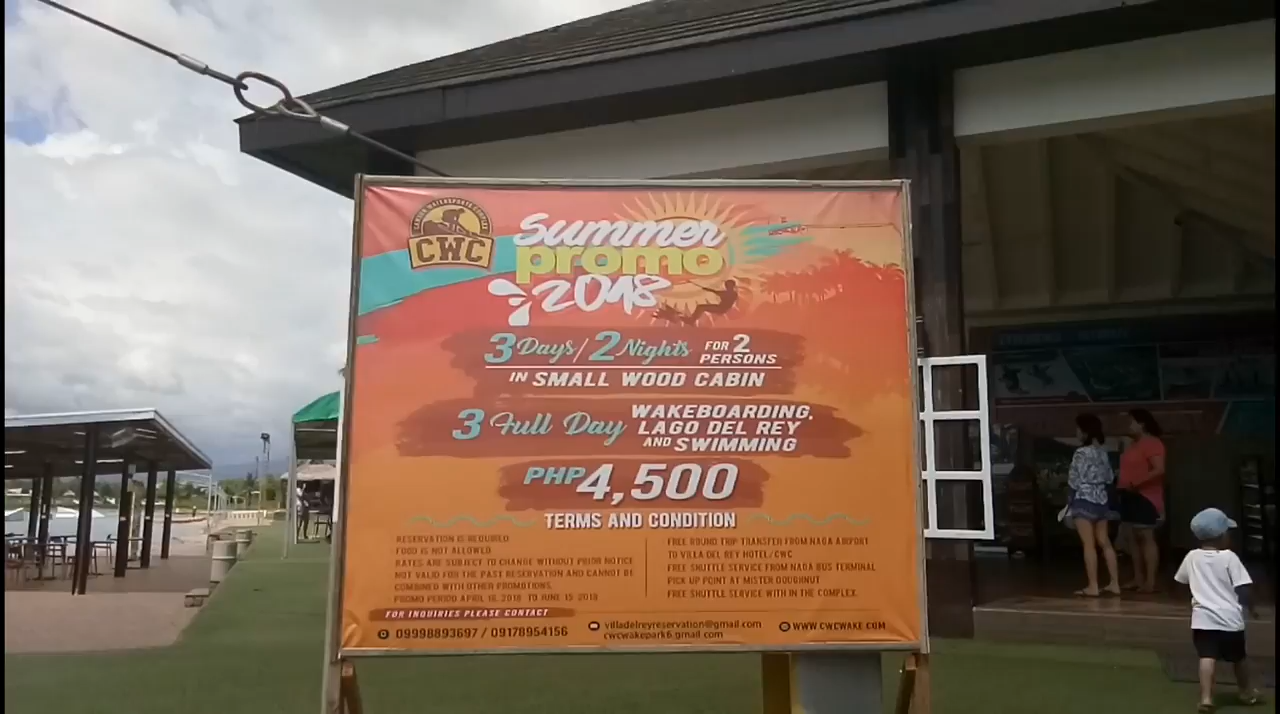 CWC
Summer
promo
2018
3 Days/2 Nights FOR 2 PERSONS
IN SMALL WOOD CABIN
3 Full Day WAKEBOARDING,
LAGO DEL REY
AND SWIMMING
PHP4,500
TERMS AND CONDITION
RESERVATION IS REQUIRED
FOOD IS NOT ALLOWED
RATES ARE SUBJECT TO CHANGE WITHOUT PRIOR NOTICE
NOT VALID FOR THE PAST RESERVATION AND CANNOT BE
COMBINED WITH OTHER PROMOTIONS.
PROMO PERIOD APRIL 16, 2018 TO JUNE 15 2018
FREE ROUND TRIP TRANSFER FROM NAGA AIRPORT
TO VILLA DEL REY HOTEL/CWC
FREE SHUTTLE SERVICE FROM NAGA BUS TERMINAL
PICK UP POINT AT MISTER DOUGHNUT
FREE SHUTTLE SERVICE WITH IN THE COMPLEX.
FOR INQUIRIES PLEASE CONTACT
09998893697 / 09178954156
villadelreyreservation@gmail.com
cwcwakepark6.gmail.com
WWW.CWCWAKE.COM